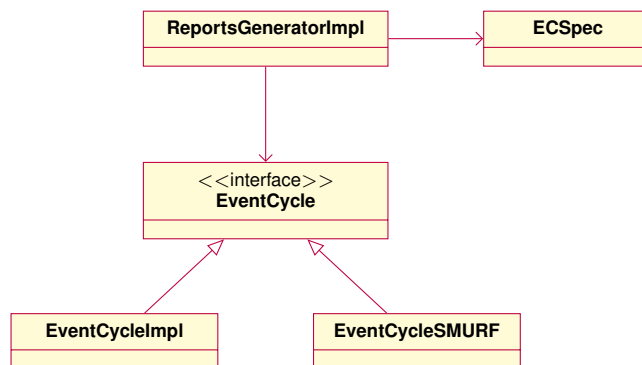 ReportsGeneratorImpl
ECSpec
<<interface>>
EventCycle
EventCycleImpl
EventCycleSMURF